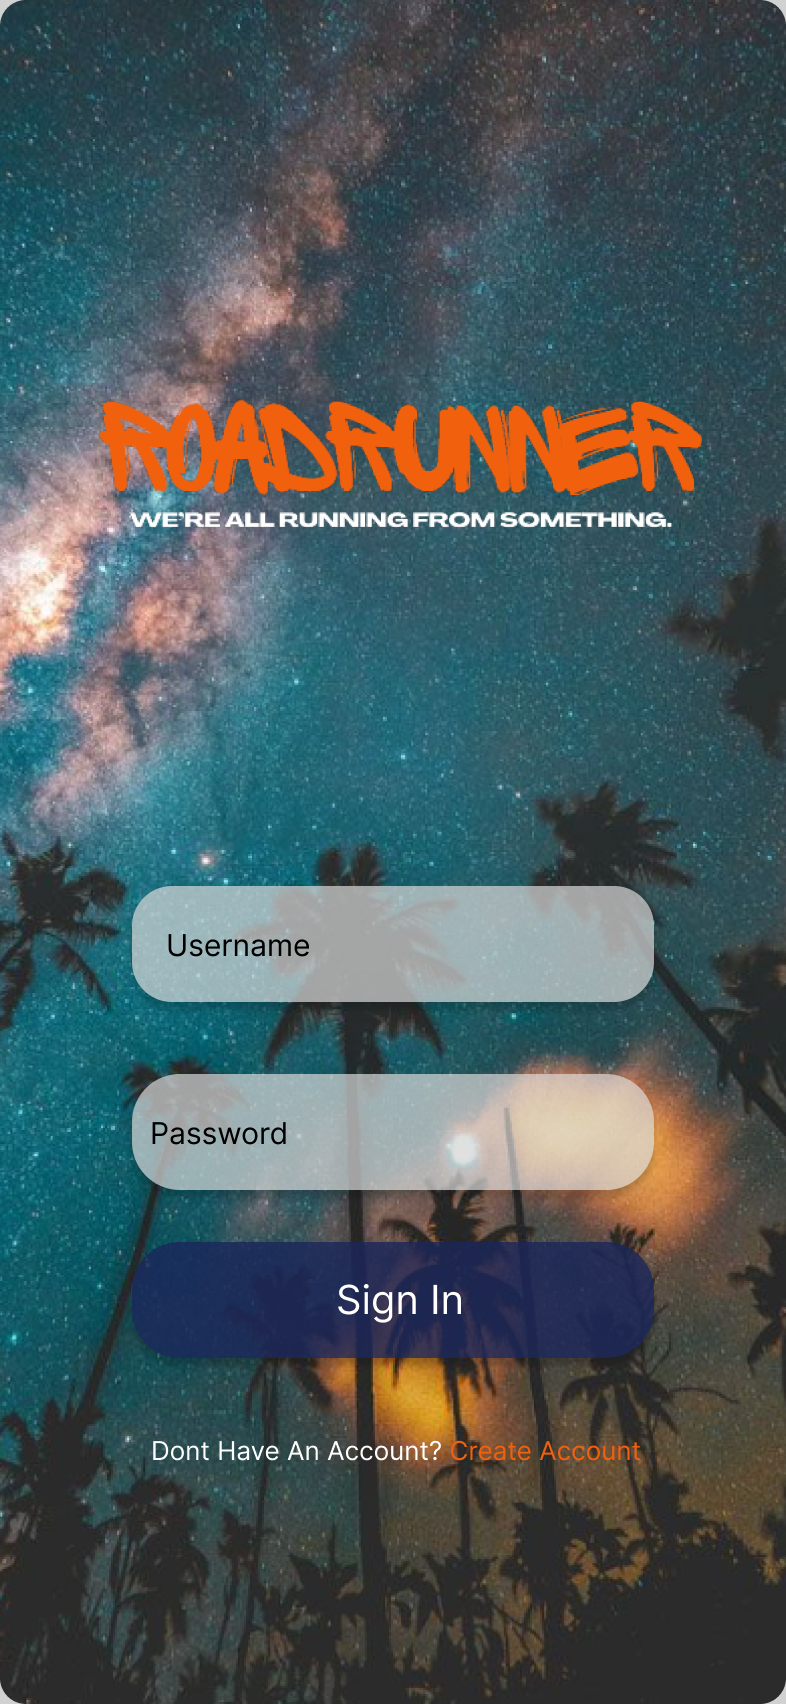 ROADRUNNER
WE'RE ALL RUNNING FROM SOMETHING.
Username
Password
Sign In
Dont Have An Account? Create Account